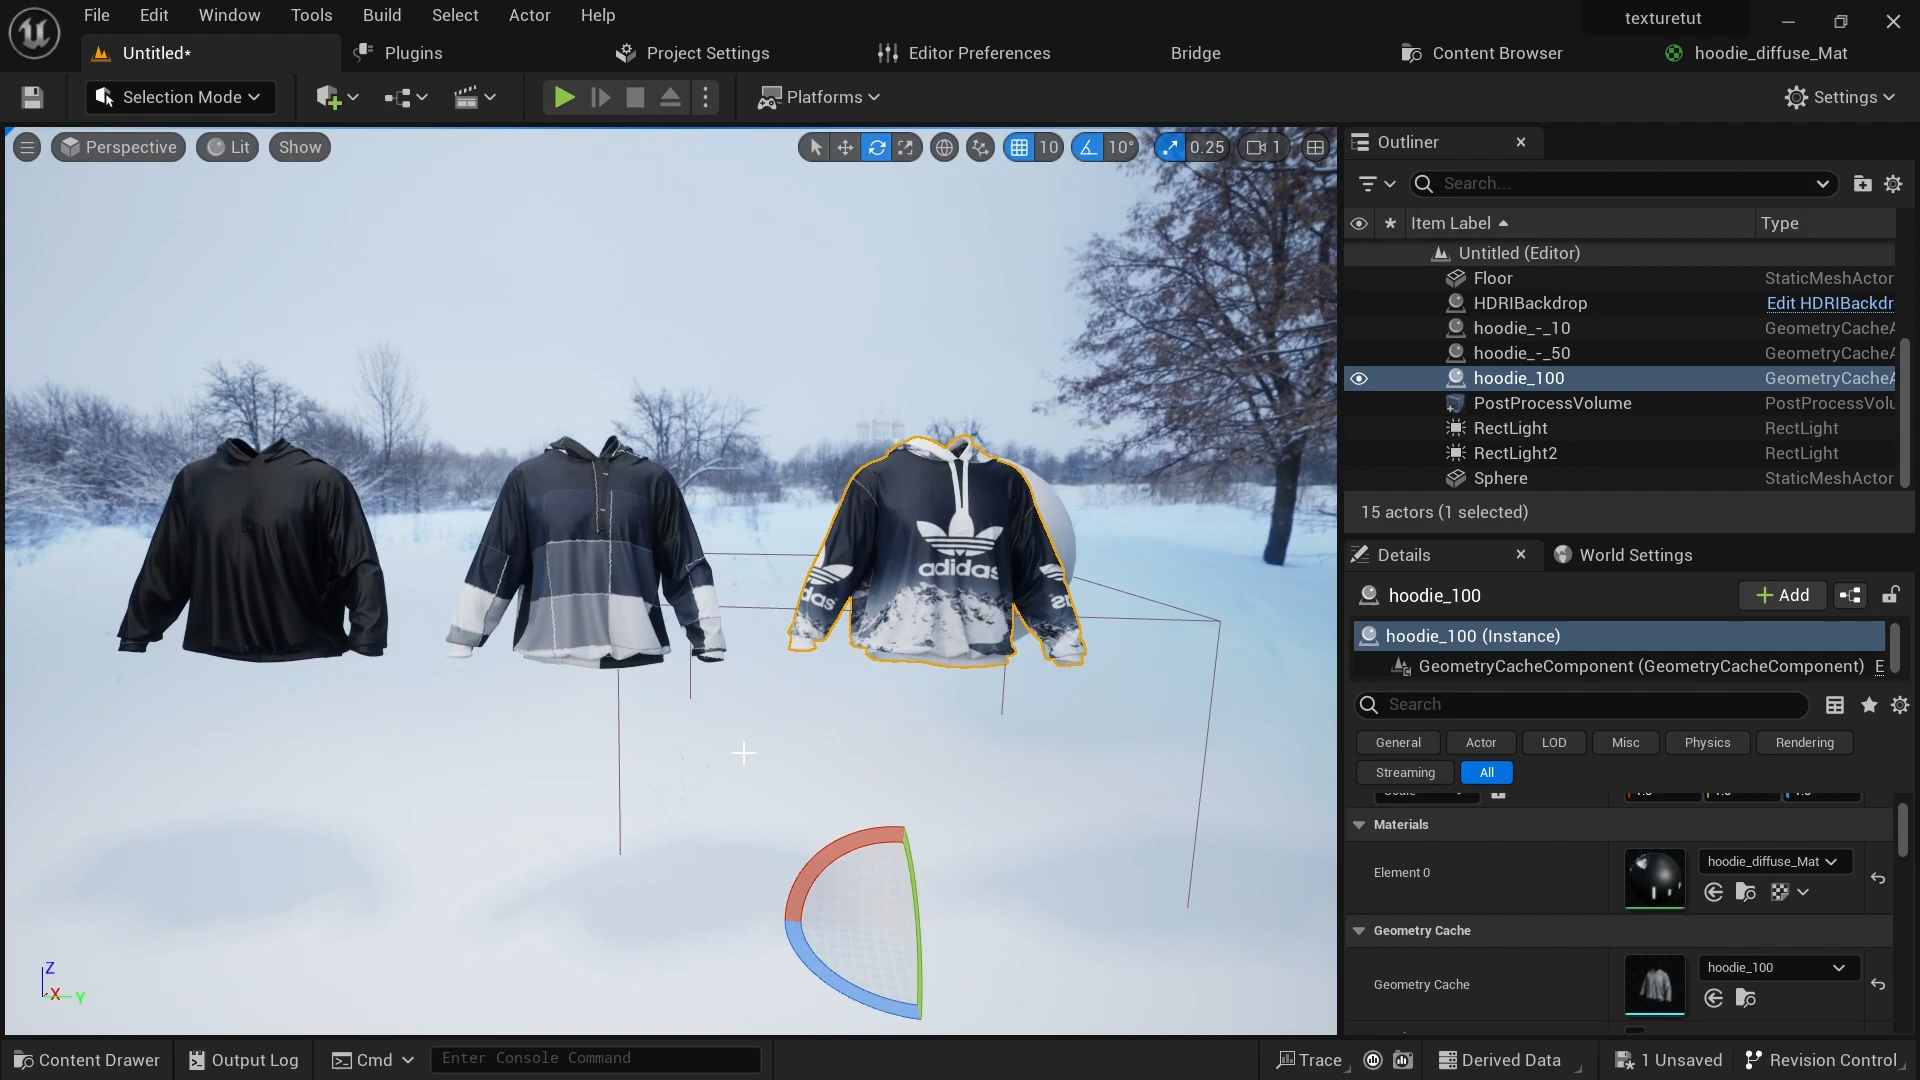 File Edit Window Tools Build Select Actor Help
texturetut
Untitled*
Plugins
Project Settings
Editor Preferences
Bridge
Content Browser
hoodie_diffuse_Mat
Selection Mode
Platforms
Settings
Perspective
Lit
Show
10
10°
0.25
1
Outliner
Search...
Item Label
Type
Untitled (Editor)
Floor StaticMeshActor
HDRIBackdrop Edit HDRIBackdr
hoodie_-_10 GeometryCacheA
hoodie_-_50 GeometryCacheA
hoodie_100 GeometryCacheA
PostProcessVolume PostProcessVolu
RectLight RectLight
RectLight2 RectLight
Sphere StaticMeshActor
15 actors (1 selected)
Details
World Settings
hoodie_100
Add
hoodie_100 (Instance)
GeometryCacheComponent (GeometryCacheComponent) E
Search
General Actor LOD Misc Physics Rendering
Streaming All
Materials
Element 0
hoodie_diffuse_Mat
Geometry Cache
Geometry Cache
hoodie_100
adidas
das
Z
X
Y
Content Drawer
Output Log
Cmd
Enter Console Command
Trace
Derived Data
1 Unsaved
Revision Control